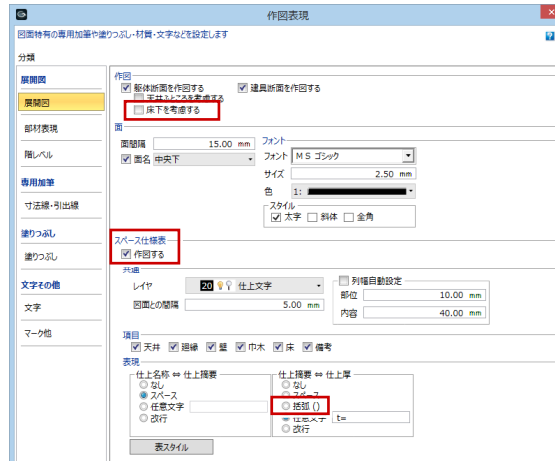 作図表現
図面特有の専用加筆や塗りつぶし・材質・文字などを設定します
分類
展開図
展開図
部材表現
階レベル
専用加筆
寸法線・引出線
塗りつぶし
塗りつぶし
文字その他
文字
マーク他
作図
躯体断面を作図する 建具断面を作図する
天井ふところを考慮する
床下を考慮する
面
面間隔 15.00 mm
面名 中央下
フォント
フォント MS ゴシック
サイズ 2.50 mm
色 1:
スタイル
太字 斜体 全角
スペース仕様表
作図する
共通
レイヤ 20 仕上文字
図面との間隔 5.00 mm
列幅自動設定
部位 10.00 mm
内容 40.00 mm
項目
天井 廻縁 壁 巾木 床 備考
表現
仕上名称 ⇔ 仕上摘要
なし
スペース
任意文字
改行
仕上摘要 ⇔ 仕上厚
なし
スペース
括弧 ()
任意文字 t=
改行
表スタイル